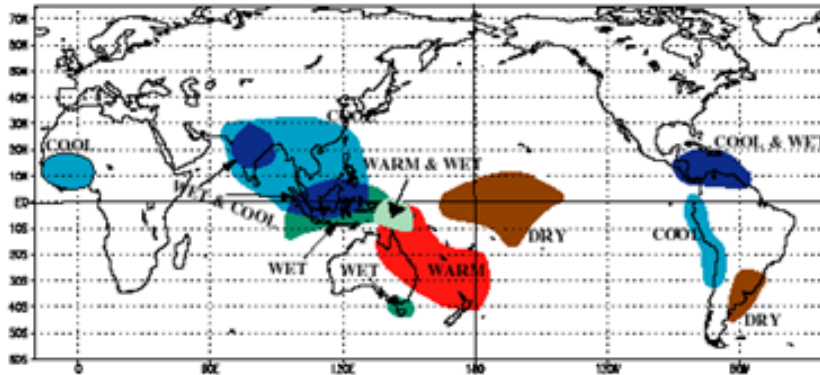 70N
60N
50N
40N
30N
20N
10N
EQ
10S
20S
30S
40S
50S
60S
COOL
COOL
WARM & WET
WET & COOL
WET
WET
WARM
DRY
COOL & WET
COOL
DRY
0
60E
120E
180
120W
60W